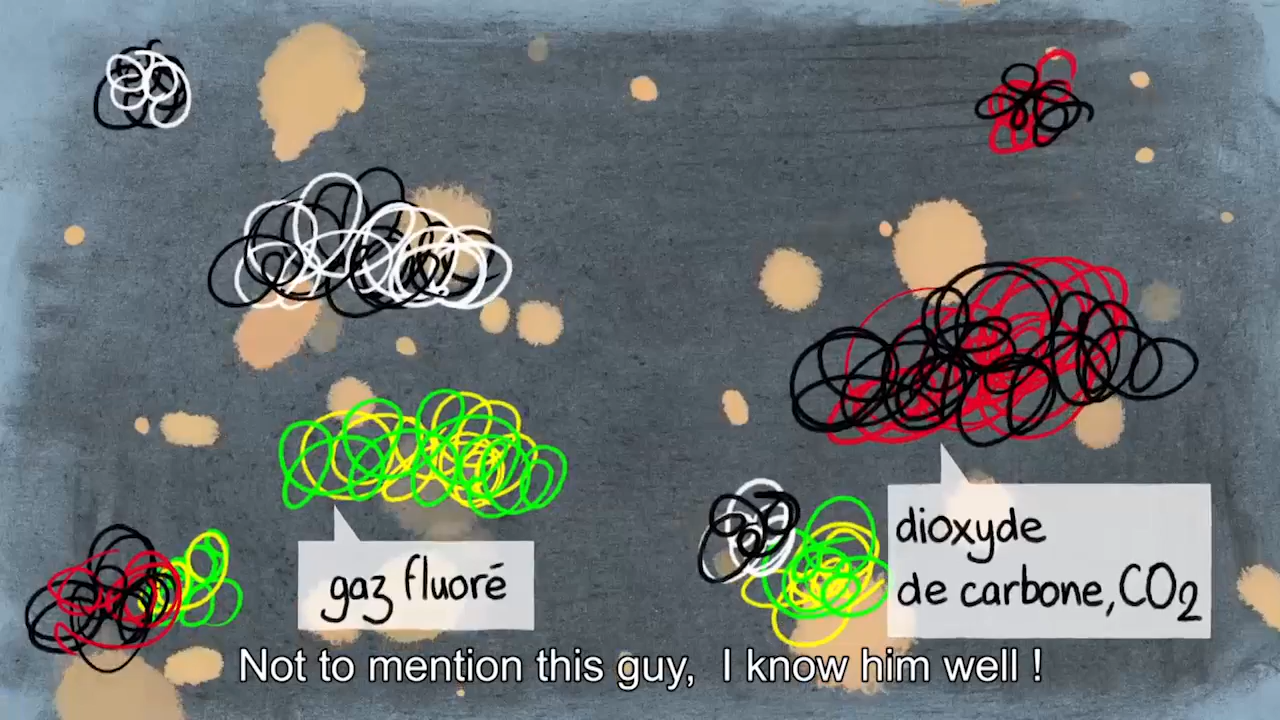 gaz fluoré
dioxyde
de carbone, CO2
Not to mention this guy,  I know him well !